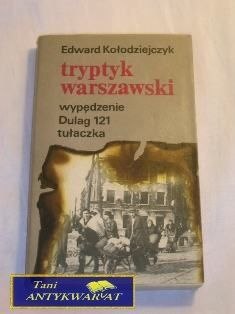 Edward Kołodziejczyk
tryptyk
warszawski
wypędzenie
Dulag 121
tułaczka
Tani
ANTYKWARIAT